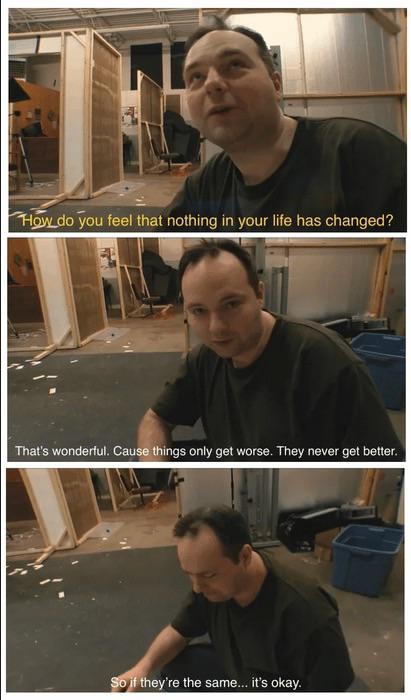 How do you feel that nothing in your life has changed?
That's wonderful. Cause things only get worse. They never get better.
So if they're the same... it's okay.